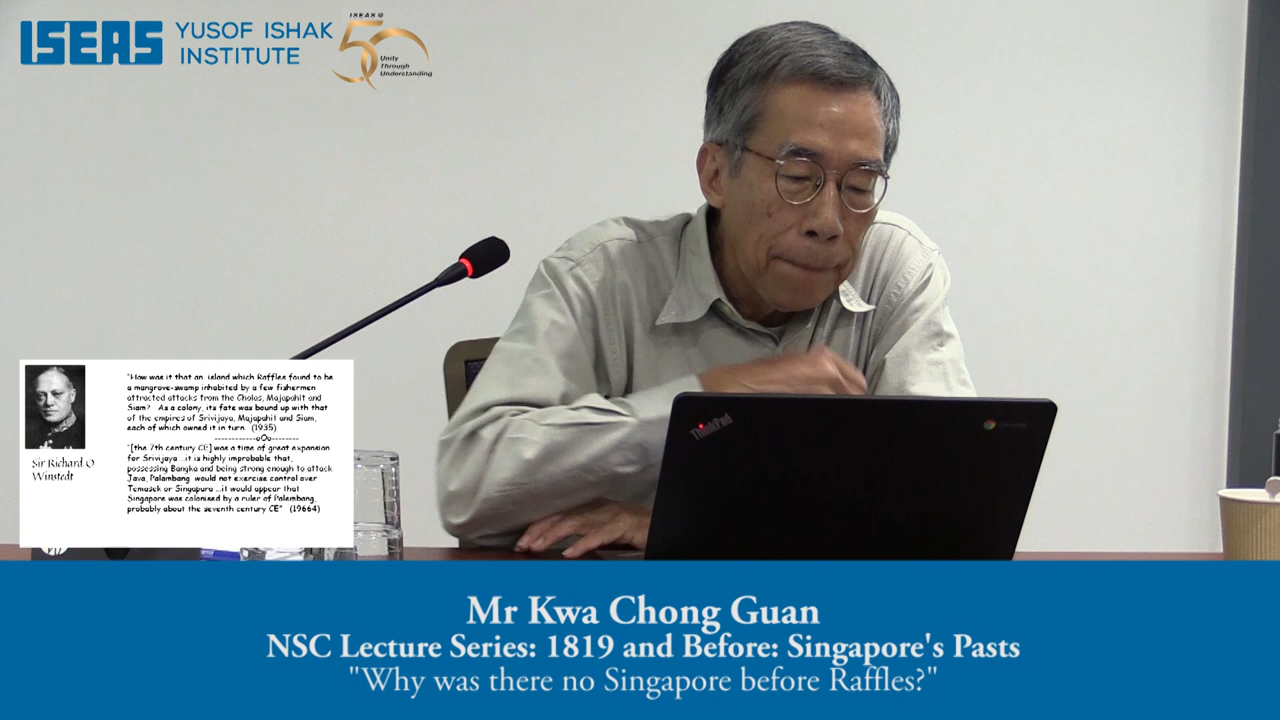 ISEAS
YUSOF ISHAK
INSTITUTE
ISEAS @
50
Unity
Through
Understanding
"How was it that an island which Raffles found to be
a mangrove-swamp inhabited by a few fishermen
attracted attacks from the Cholas, Majapahit and
Siam? As a colony, its fate was bound up with that
of the empires of Srivijaya, Majapahit and Siam,
each of which owned it in turn. (1935)
------------oOo--------
"[the 7th century CE] was a time of great expansion
for Srivijaya...it is highly improbable that,
possessing Bangka and being strong enough to attack
Java, Palambang would not exercise control over
Temasek or Singapura ...it would appear that
Singapore was colonised by a ruler of Palembang,
probably about the seventh century CE" (19664)
Sir Richard O
Winstedt
ThinkPad
Mr Kwa Chong Guan
NSC Lecture Series: 1819 and Before: Singapore's Pasts
"Why was there no Singapore before Raffles?"